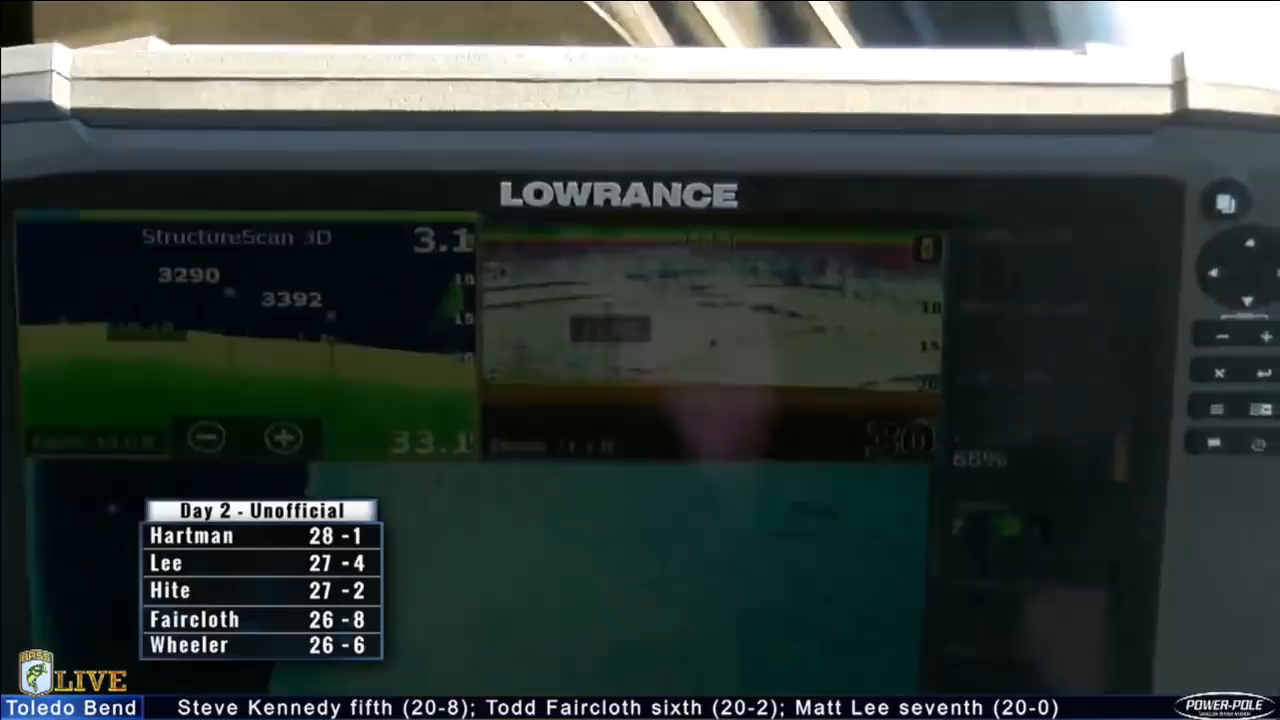 LOWRANCE
StructureScan 3D
3.1
3290
3392
10
15
10
15
33.1
68%
Day 2 - Unofficial
Hartman 28 -1
Lee 27 -4
Hite 27 -2
Faircloth 26 -8
Wheeler 26 -6
BASS
LIVE
Toledo Bend Steve Kennedy fifth (20-8); Todd Faircloth sixth (20-2); Matt Lee seventh (20-0)
POWER-POLE